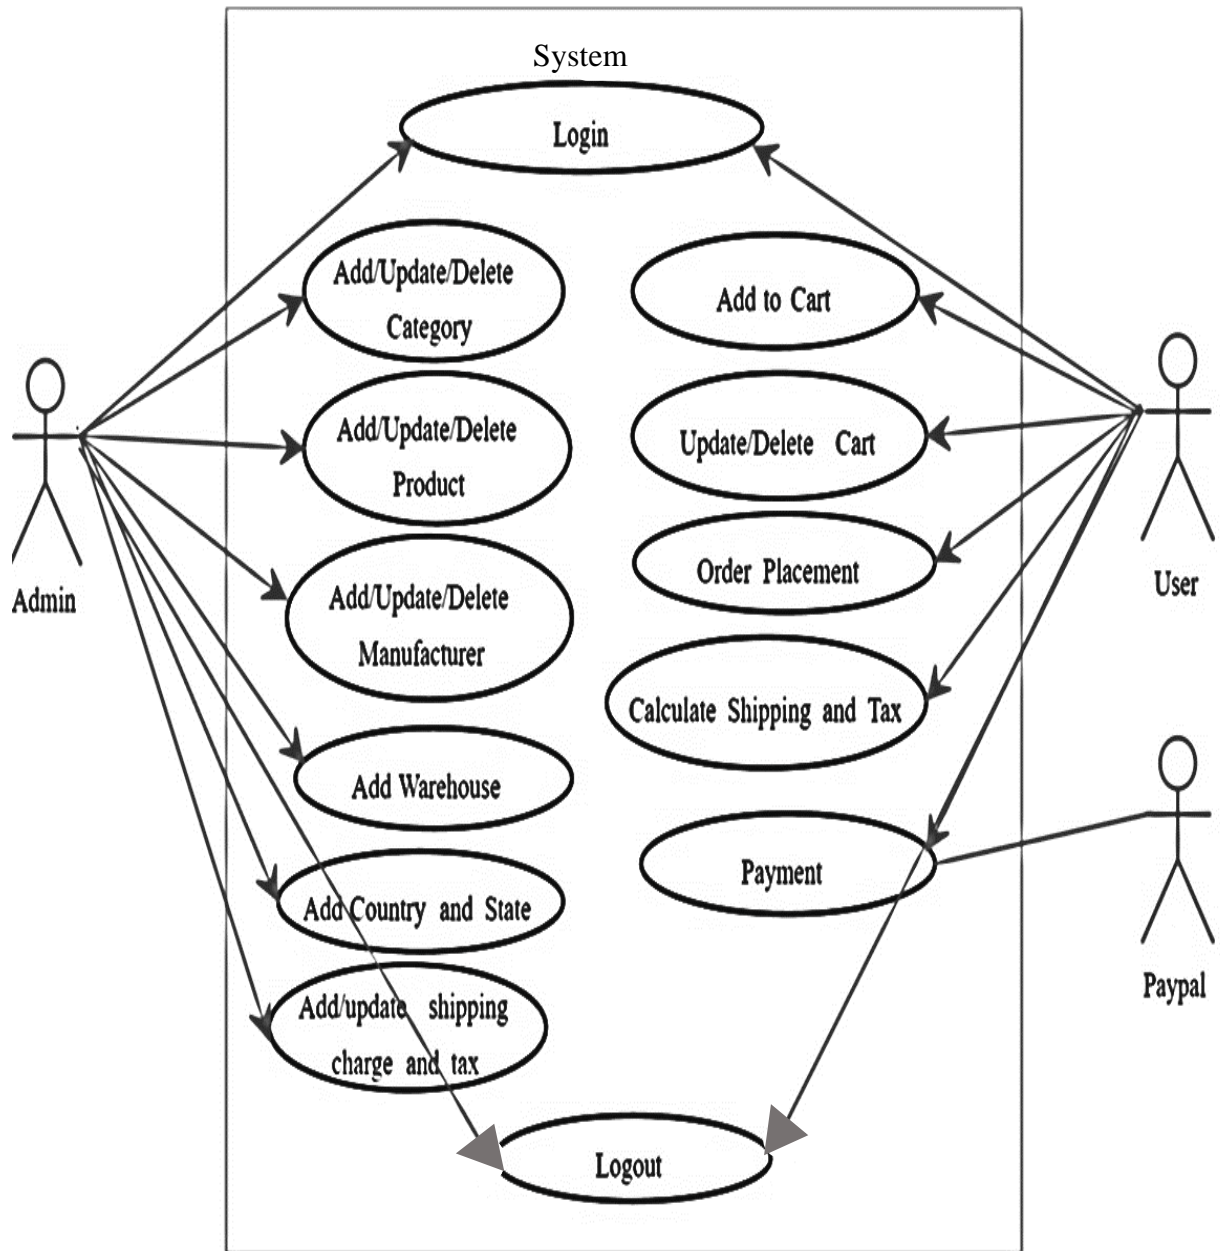 System
Login
Add/Update/Delete
Category
Add to Cart
Add/Update/Delete
Product
Update/Delete Cart
Order Placement
Admin
User
Add/Update/Delete
Manufacturer
Calculate Shipping and Tax
Add Warehouse
Payment
Add Country and State
Paypal
Add/update shipping
charge and tax
Logout